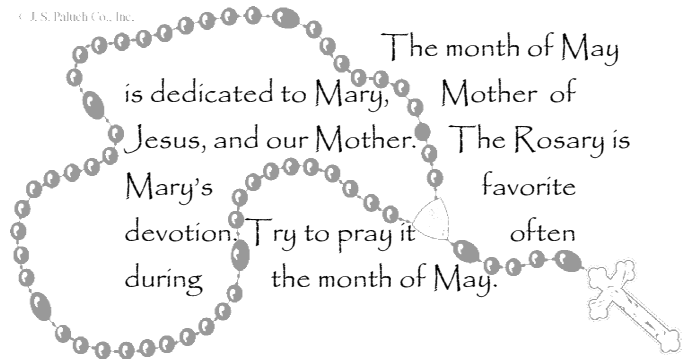 © J. S. Paluch Co., Inc.
The month of May
is dedicated to Mary, Mother of
Jesus, and our Mother. The Rosary is
Mary's favorite
devotion. Try to pray it often
during the month of May.